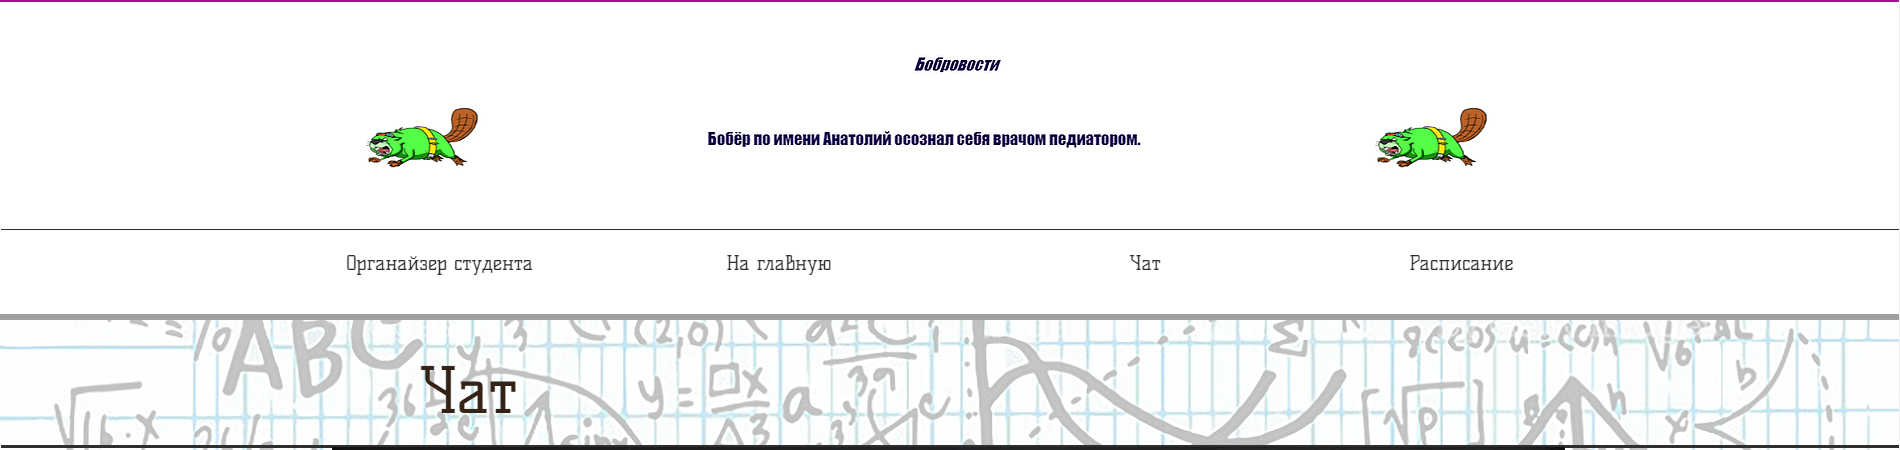 Бобровости
Бобёр по имени Анатолий осознал себя врачом педиатором.
Органайзер студента На главную Чат Расписание
Чат